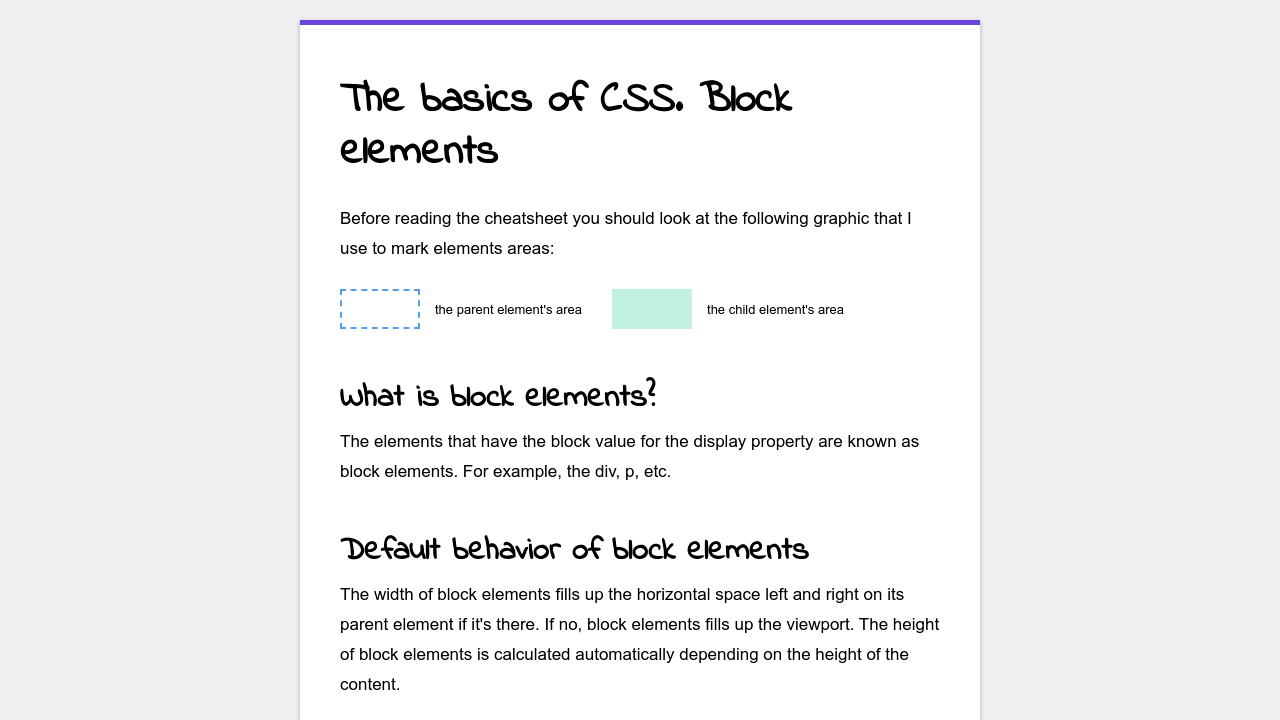 The basics of CSS. Block
elements
Before reading the cheatsheet you should look at the following graphic that I
use to mark elements areas:
the parent element's area
the child element's area
What is block elements?
The elements that have the block value for the display property are known as
block elements. For example, the div, p, etc.
Default behavior of block elements
The width of block elements fills up the horizontal space left and right on its
parent element if it's there. If no, block elements fills up the viewport. The height
of block elements is calculated automatically depending on the height of the
content.